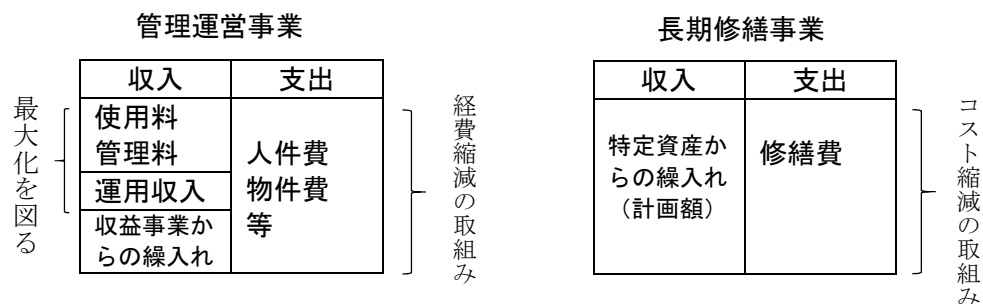 管理運営事業
収入
支出
使用料
管理料
運用収入
収益事業か
らの繰入れ
人件費
物件費
等
最大化を図る
経費縮減の取組み
長期修繕事業
収入
支出
特定資産か
らの繰入れ
（計画額）
修繕費
コスト縮減の取組み